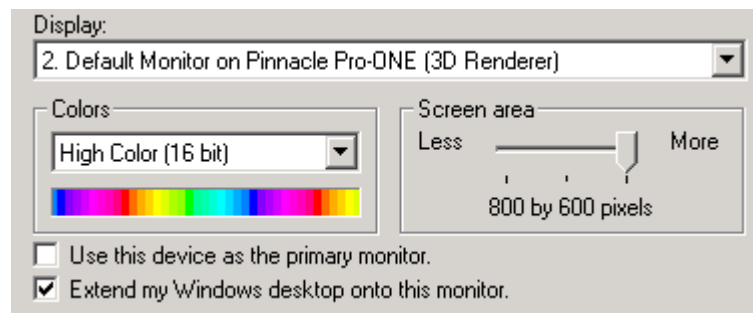 Display:
2. Default Monitor on Pinnacle Pro-ONE (3D Renderer)
Colors
High Color (16 bit)
Screen area
Less
More
800 by 600 pixels
Use this device as the primary monitor.
Extend my Windows desktop onto this monitor.